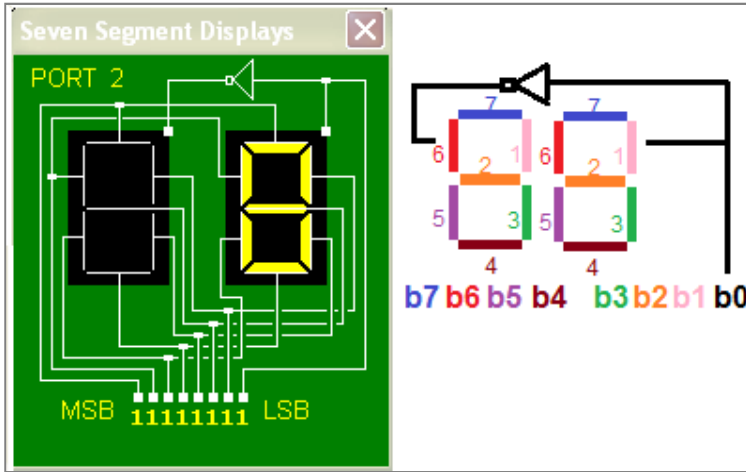 Seven Segment Displays
PORT 2
MSB 11111111 LSB
7 7
6 1 6 1
2 2
5 3 5 3
4 4
b7 b6 b5 b4 b3 b2 b1 b0